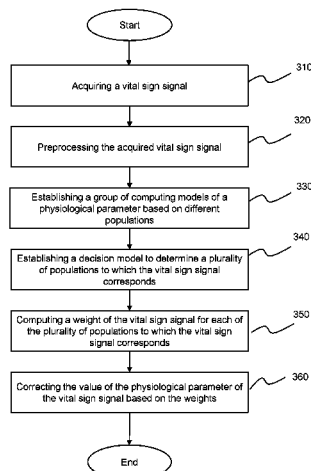 Start
310
Acquiring a vital sign signal
320
Preprocessing the acquired vital sign signal
330
Establishing a group of computing models of a
physiological parameter based on different
populations
340
Establishing a decision model to determine a plurality
of populations to which the vital sign signal
corresponds
350
Computing a weight of the vital sign signal for each of
the plurality of populations to which the vital sign
signal corresponds
360
Correcting the value of the physiological parameter of
the vital sign signal based on the weights
End